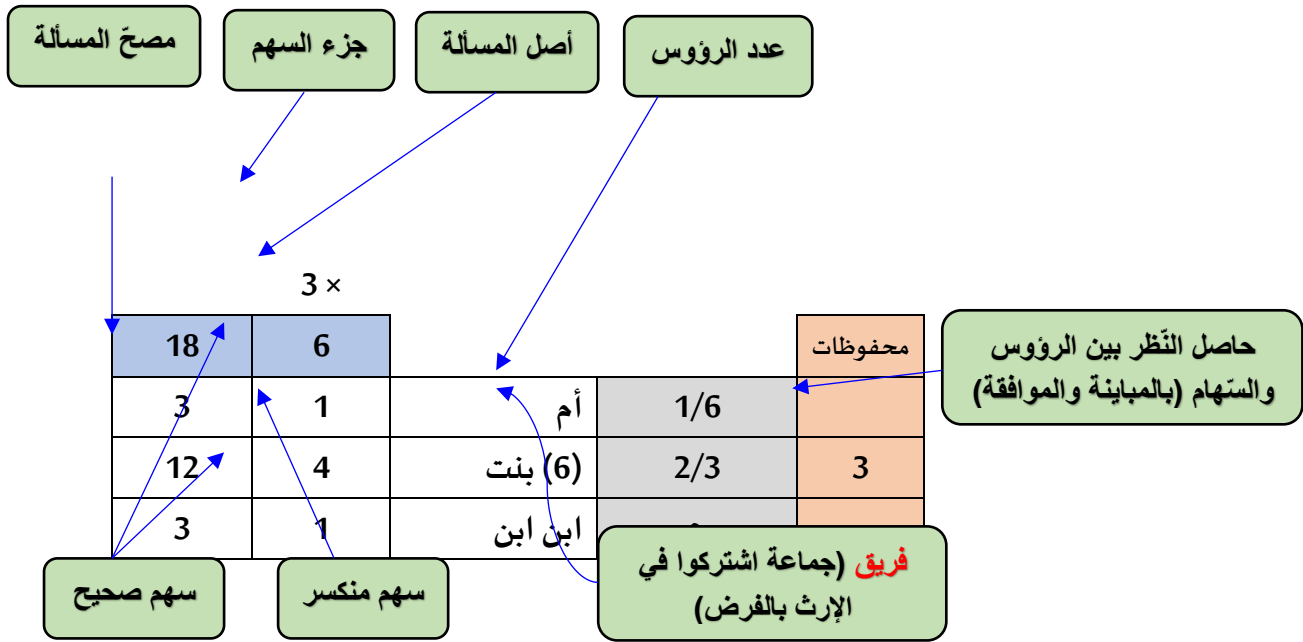 عدد الرؤوس
أصل المسألة
جزء السهم
مصحّ المسألة
3 ×
محفوظات
6
18
حاصل النّظر بين الرؤوس
والسّهام (بالمباينة والموافقة)
1/6
أم
1
3
3
2/3
(6) بنت
4
12
ابن ابن
1
3
فريق (جماعة اشتركوا في
الإرث بالفرض)
سهم منكسر
سهم صحيح